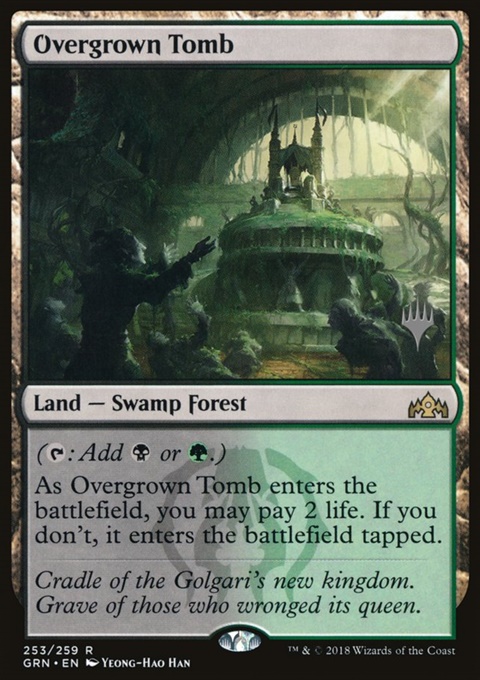 Overgrown Tomb
Land — Swamp Forest
(: Add or .)
As Overgrown Tomb enters the
battlefield, you may pay 2 life. If you
don't, it enters the battlefield tapped.
Cradle of the Golgari's new kingdom.
Grave of those who wronged its queen.
253/259 R
GRN • EN Yeong-Hao Han
™ & © 2018 Wizards of the Coast